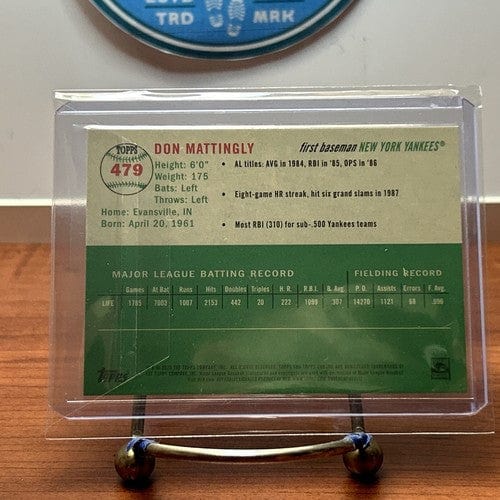 TRD MRK
TOPPS
479
DON MATTINGLY
first baseman NEW YORK YANKEES®
Height: 6'0"
Weight: 175
Bats: Left
Throws: Left
Home: Evansville, IN
Born: April 20, 1961
• AL titles: AVG in 1984, RBI in '85, OPS in '86
• Eight-game HR streak, hit six grand slams in 1987
• Most RBI (310) for sub-.500 Yankees teams
MAJOR LEAGUE BATTING RECORD FIELDING RECORD
Games At Bat Runs Hits Doubles Triples H. R. R.B.I. B. Avg. P. O. Assists Errors F. Avg.
LIFE 1785 7003 1007 2153 442 20 222 1099 .307 14270 1121 68 .996
Topps